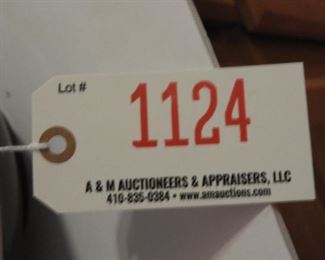 Lot #
1124
A & M AUCTIONEERS & APPRAISERS, LLC
410-835-0384 • www.amauctions.com